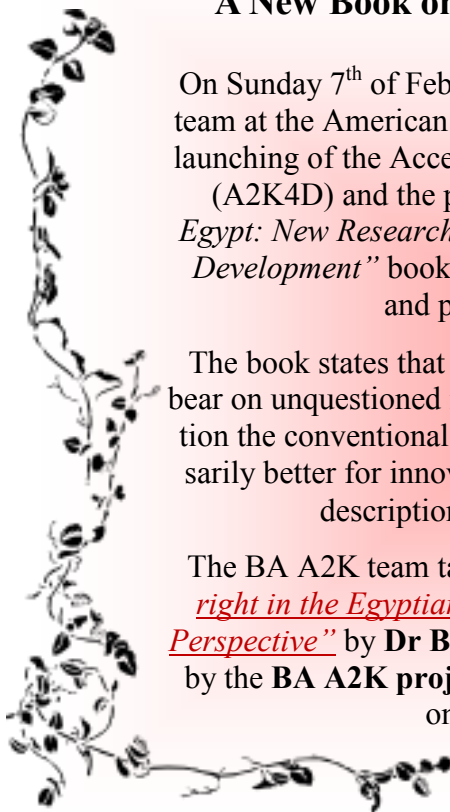 A New Book on
On Sunday 7th of Feb
team at the American
launching of the Acce
(A2K4D) and the p
Egypt: New Research
Development” book
and p
The book states that
bear on unquestioned
tion the conventional
sarily better for innov
description
The BA A2K team ta
right in the Egyptian
Perspective” by Dr B
by the BA A2K proj
on